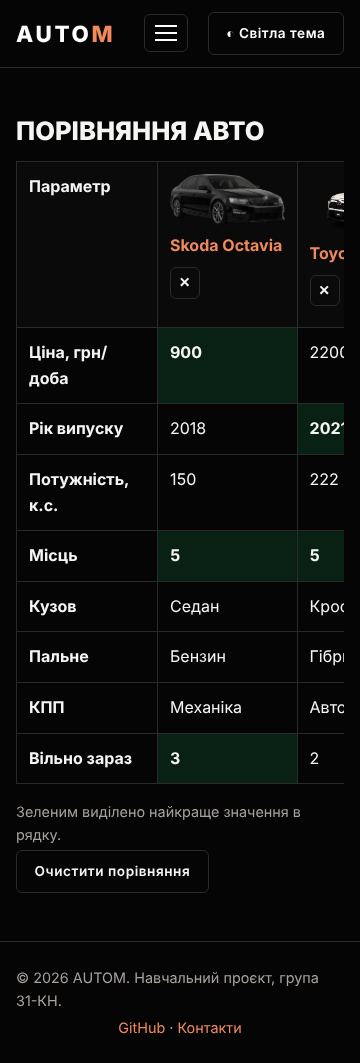 AUTOM
Світла тема
ПОРІВНЯННЯ АВТО
Параметр
Skoda Octavia
✕
✕
Ціна, грн/
доба
900
2200
Рік випуску
2018
2021
Потужність,
к.с.
150
222
Місць
5
5
Кузов
Седан
Пальне
Бензин
КПП
Механіка
Вільно зараз
3
2
Зеленим виділено найкраще значення в
рядку.
Очистити порівняння
© 2026 AUTOM. Навчальний проєкт, група
31-КН.
GitHub · Контакти